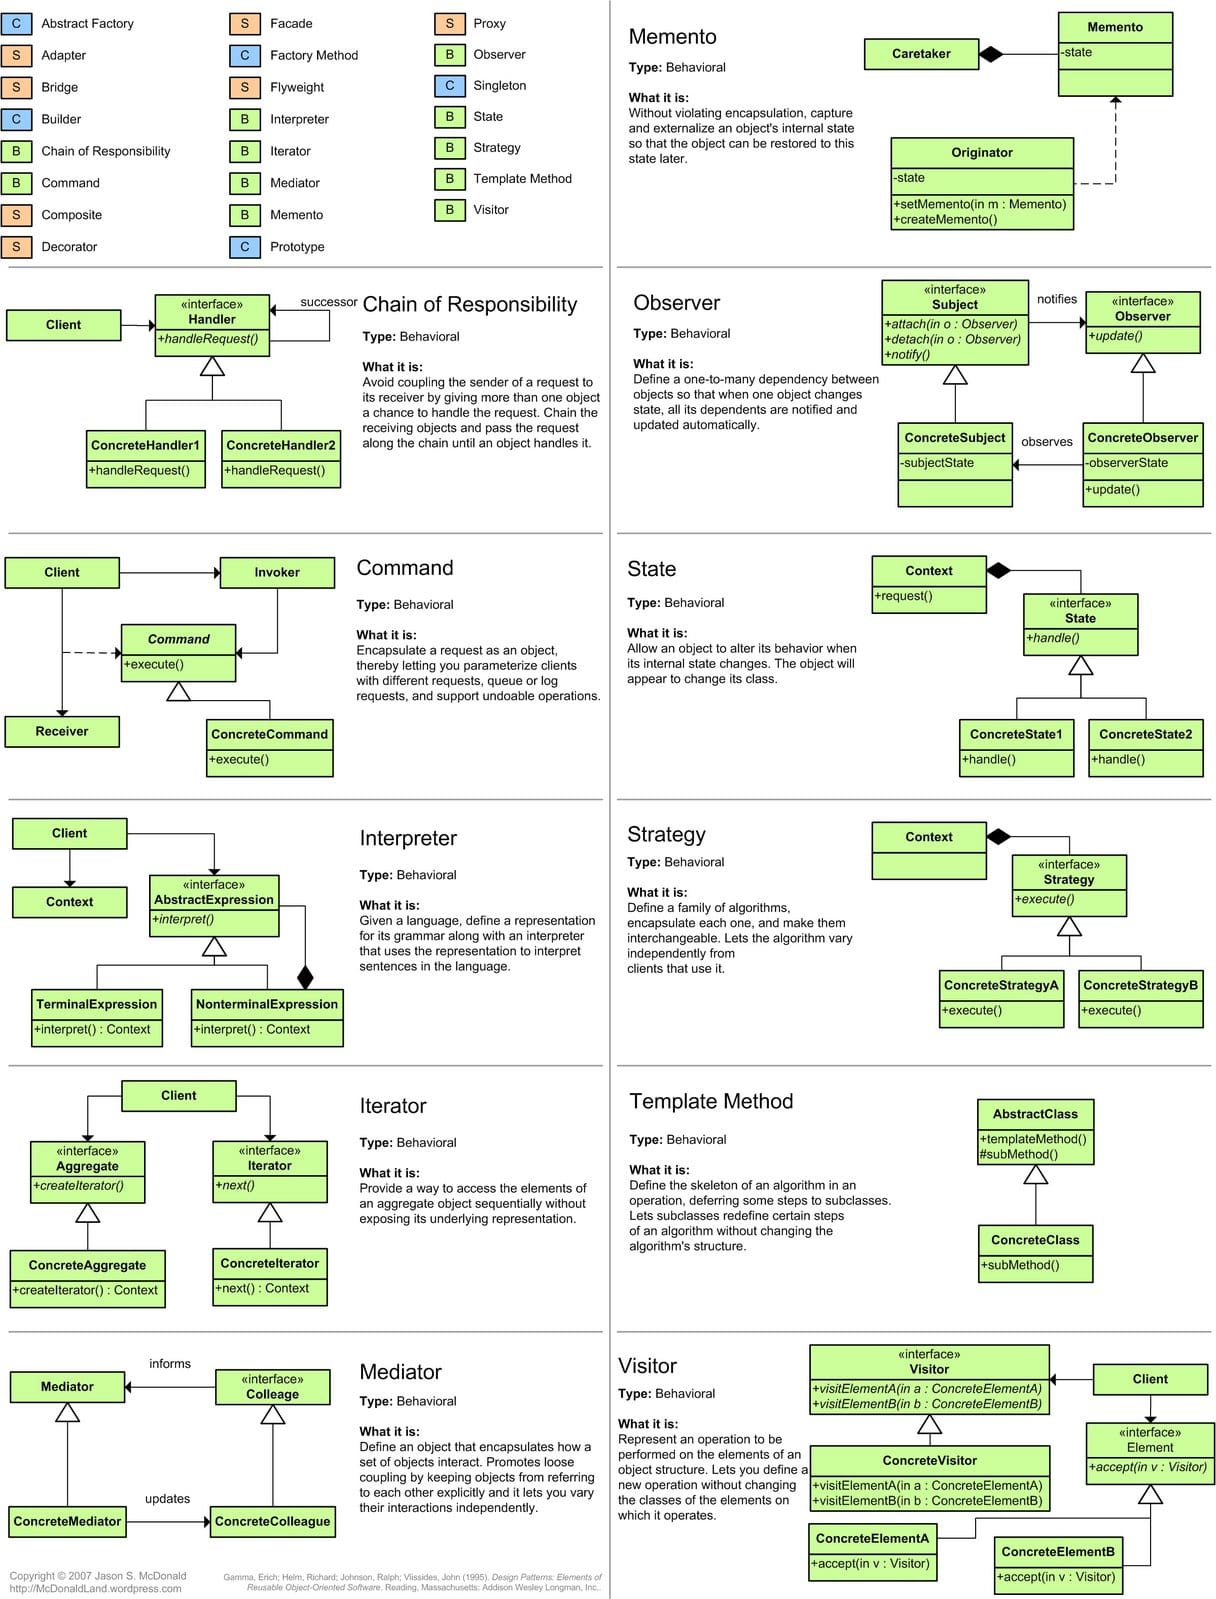 C Abstract Factory
S Adapter
S Bridge
C Builder
B Chain of Responsibility
B Command
S Composite
S Decorator
S Facade
C Factory Method
S Flyweight
B Interpreter
B Iterator
B Mediator
B Memento
C Prototype
S Proxy
B Observer
C Singleton
B State
B Strategy
B Template Method
B Visitor
Memento
Type: Behavioral
What it is:
Without violating encapsulation, capture
and externalize an object's internal state
so that the object can be restored to this
state later.
Caretaker
Memento
-state
Originator
-state
+setMemento(in m : Memento)
+createMemento()
Client
«interface»
Handler
+handleRequest()
successor
ConcreteHandler1
+handleRequest()
ConcreteHandler2
+handleRequest()
Chain of Responsibility
Type: Behavioral
What it is:
Avoid coupling the sender of a request to
its receiver by giving more than one object
a chance to handle the request. Chain the
receiving objects and pass the request
along the chain until an object handles it.
Observer
Type: Behavioral
What it is:
Define a one-to-many dependency between
objects so that when one object changes
state, all its dependents are notified and
updated automatically.
«interface»
Subject
+attach(in o : Observer)
+detach(in o : Observer)
+notify()
notifies
«interface»
Observer
+update()
ConcreteSubject
-subjectState
observes
ConcreteObserver
-observerState
+update()
Client
Invoker
Command
+execute()
Receiver
ConcreteCommand
+execute()
Command
Type: Behavioral
What it is:
Encapsulate a request as an object,
thereby letting you parameterize clients
with different requests, queue or log
requests, and support undoable operations.
State
Type: Behavioral
What it is:
Allow an object to alter its behavior when
its internal state changes. The object will
appear to change its class.
Context
+request()
«interface»
State
+handle()
ConcreteState1
+handle()
ConcreteState2
+handle()
Client
Context
«interface»
AbstractExpression
+interpret()
TerminalExpression
+interpret() : Context
NonterminalExpression
+interpret() : Context
Interpreter
Type: Behavioral
What it is:
Given a language, define a representation
for its grammar along with an interpreter
that uses the representation to interpret
sentences in the language.
Strategy
Type: Behavioral
What it is:
Define a family of algorithms,
encapsulate each one, and make them
interchangeable. Lets the algorithm vary
independently from
clients that use it.
Context
«interface»
Strategy
+execute()
ConcreteStrategyA
+execute()
ConcreteStrategyB
+execute()
Client
«interface»
Aggregate
+createIterator()
«interface»
Iterator
+next()
ConcreteAggregate
+createIterator() : Context
ConcreteIterator
+next() : Context
Iterator
Type: Behavioral
What it is:
Provide a way to access the elements of
an aggregate object sequentially without
exposing its underlying representation.
Template Method
Type: Behavioral
What it is:
Define the skeleton of an algorithm in an
operation, deferring some steps to subclasses.
Lets subclasses redefine certain steps
of an algorithm without changing the
algorithm's structure.
AbstractClass
+templateMethod()
#subMethod()
ConcreteClass
+subMethod()
Mediator
informs
«interface»
Colleage
ConcreteMediator
updates
ConcreteColleague
Mediator
Type: Behavioral
What it is:
Define an object that encapsulates how a
set of objects interact. Promotes loose
coupling by keeping objects from referring
to each other explicitly and it lets you vary
their interactions independently.
Visitor
Type: Behavioral
What it is:
Represent an operation to be
performed on the elements of an
object structure. Lets you define a
new operation without changing
the classes of the elements on
which it operates.
«interface»
Visitor
+visitElementA(in a : ConcreteElementA)
+visitElementB(in b : ConcreteElementB)
Client
«interface»
Element
+accept(in v : Visitor)
ConcreteVisitor
+visitElementA(in a : ConcreteElementA)
+visitElementB(in b : ConcreteElementB)
ConcreteElementA
+accept(in v : Visitor)
ConcreteElementB
+accept(in v : Visitor)
Copyright © 2007 Jason S. McDonald
http://McDonaldLand.wordpress.com
Gamma, Erich; Helm, Richard; Johnson, Ralph; Vlissides, John (1995). Design Patterns: Elements of
Reusable Object-Oriented Software. Reading, Massachusetts: Addison Wesley Longman, Inc..